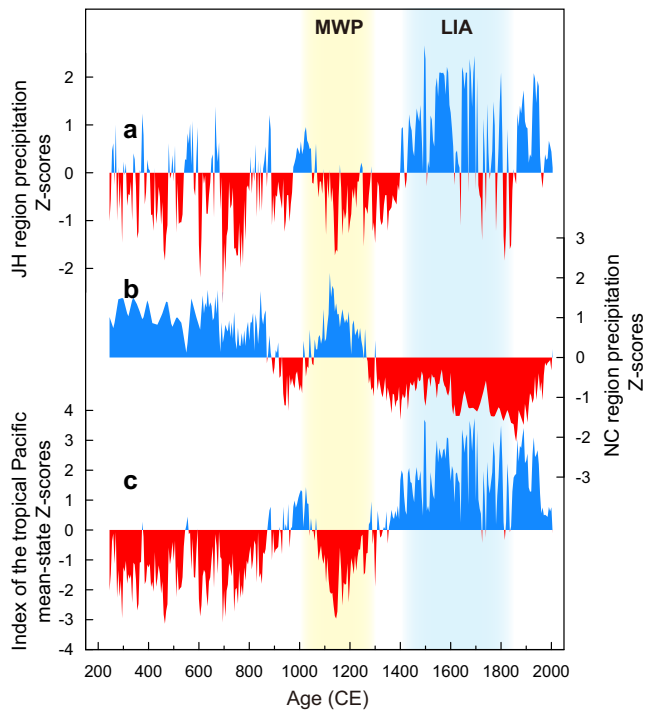 MWP
LIA
a
JH region precipitation
Z-scores
2
1
0
-1
-2
b
3
2
1
0
-1
-2
-3
NC region precipitation
Z-scores
c
Index of the tropical Pacific
mean-state Z-scores
4
3
2
1
0
-1
-2
-3
-4
200 400 600 800 1000 1200 1400 1600 1800 2000
Age (CE)